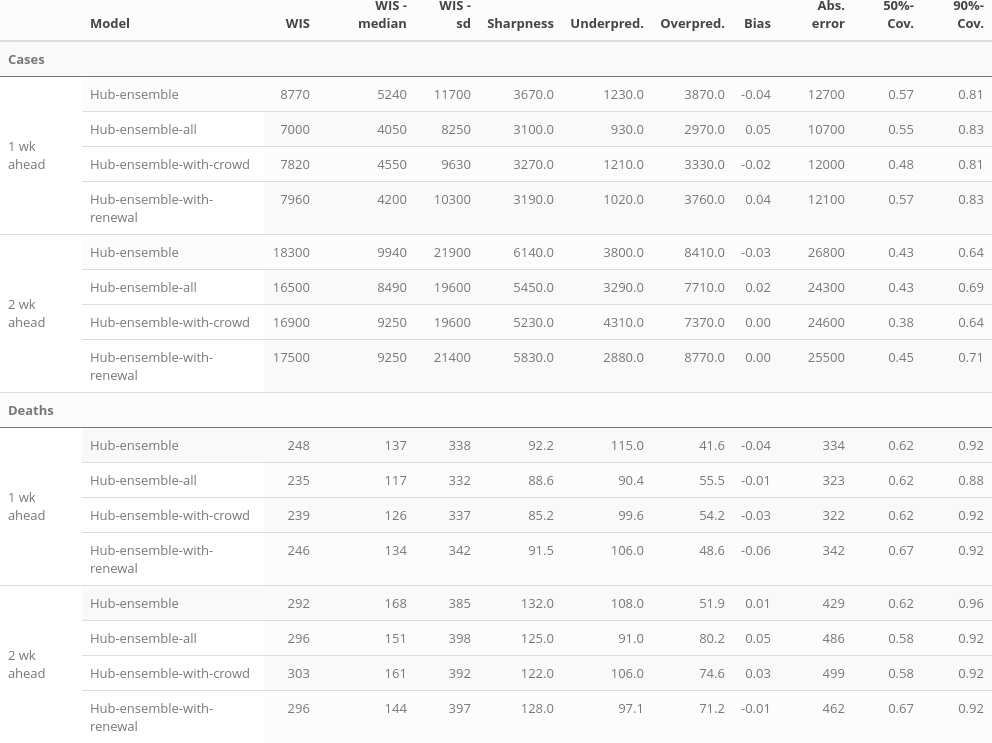 Model WIS WIS - median WIS - sd Sharpness Underpred. Overpred. Bias Abs. error 50%- Cov. 90%- Cov.
Cases
1 wk ahead
Hub-ensemble 8770 5240 11700 3670.0 1230.0 3870.0 -0.04 12700 0.57 0.81
Hub-ensemble-all 7000 4050 8250 3100.0 930.0 2970.0 0.05 10700 0.55 0.83
Hub-ensemble-with-crowd 7820 4550 9630 3270.0 1210.0 3330.0 -0.02 12000 0.48 0.81
Hub-ensemble-with-renewal 7960 4200 10300 3190.0 1020.0 3760.0 0.04 12100 0.57 0.83
2 wk ahead
Hub-ensemble 18300 9940 21900 6140.0 3800.0 8410.0 -0.03 26800 0.43 0.64
Hub-ensemble-all 16500 8490 19600 5450.0 3290.0 7710.0 0.02 24300 0.43 0.69
Hub-ensemble-with-crowd 16900 9250 19600 5230.0 4310.0 7370.0 0.00 24600 0.38 0.64
Hub-ensemble-with-renewal 17500 9250 21400 5830.0 2880.0 8770.0 0.00 25500 0.45 0.71
Deaths
1 wk ahead
Hub-ensemble 248 137 338 92.2 115.0 41.6 -0.04 334 0.62 0.92
Hub-ensemble-all 235 117 332 88.6 90.4 55.5 -0.01 323 0.62 0.88
Hub-ensemble-with-crowd 239 126 337 85.2 99.6 54.2 -0.03 322 0.62 0.92
Hub-ensemble-with-renewal 246 134 342 91.5 106.0 48.6 -0.06 342 0.67 0.92
2 wk ahead
Hub-ensemble 292 168 385 132.0 108.0 51.9 0.01 429 0.62 0.96
Hub-ensemble-all 296 151 398 125.0 91.0 80.2 0.05 486 0.58 0.92
Hub-ensemble-with-crowd 303 161 392 122.0 106.0 74.6 0.03 499 0.58 0.92
Hub-ensemble-with-renewal 296 144 397 128.0 97.1 71.2 -0.01 462 0.67 0.92